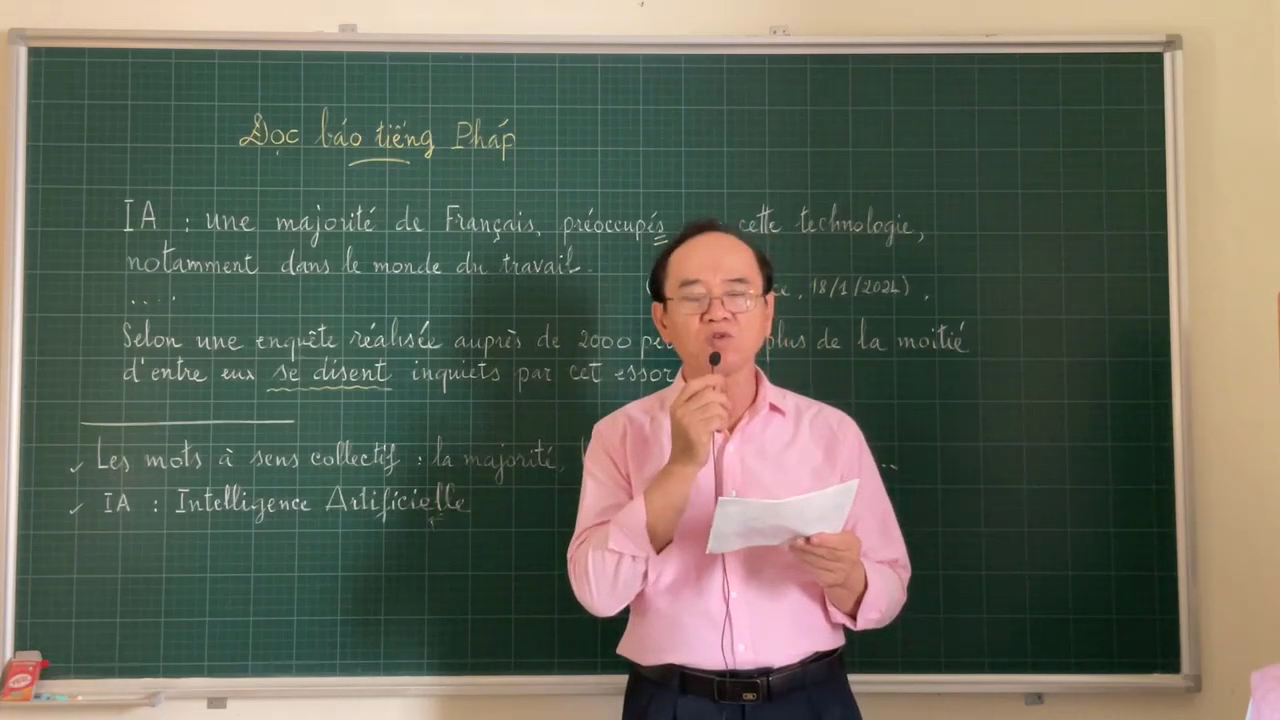 Đọc báo tiếng Pháp
IA : une majorité de Français, préoccupés cette technologie,
notamment dans le monde du travail.
....
18/1/2024).
Selon une enquête réalisée auprès de 2000 plus de la moitié
d'entre eux se disent inquiets par cet essor
Les mots à sens collectif : la majorité,
IA : Intelligence Artificielle